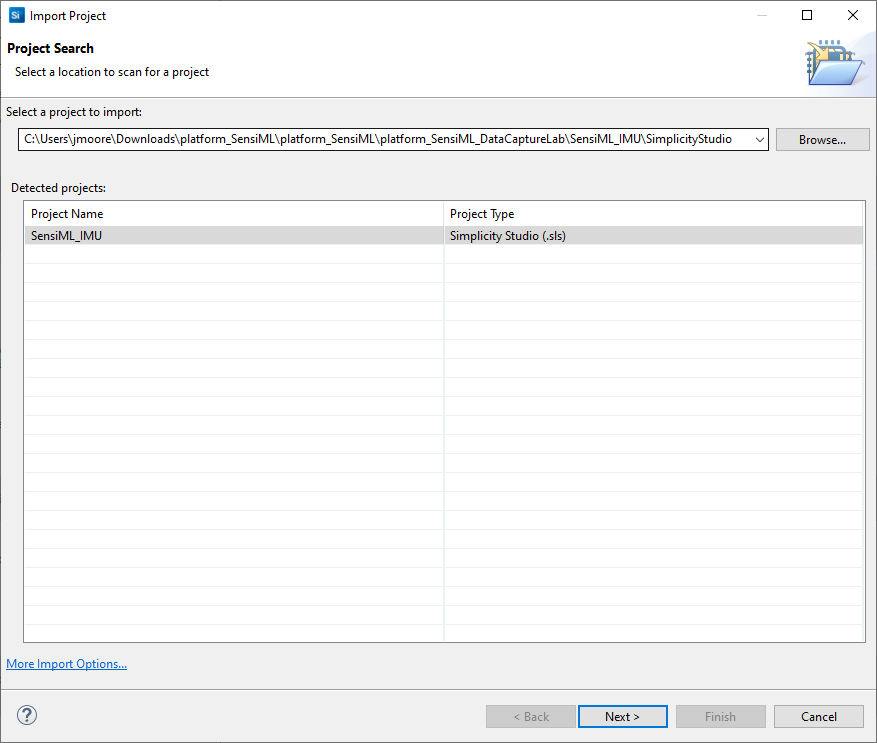 Si Import Project
Project Search
Select a location to scan for a project
Select a project to import:
C:\Users\jmoore\Downloads\platform_SensiML\platform_SensiML\platform_SensiML_DataCaptureLab\SensiML_IMU\SimplicityStudio Browse...
Detected projects:
Project Name Project Type
SensiML_IMU Simplicity Studio (.sls)
More Import Options...
? < Back Next > Finish Cancel